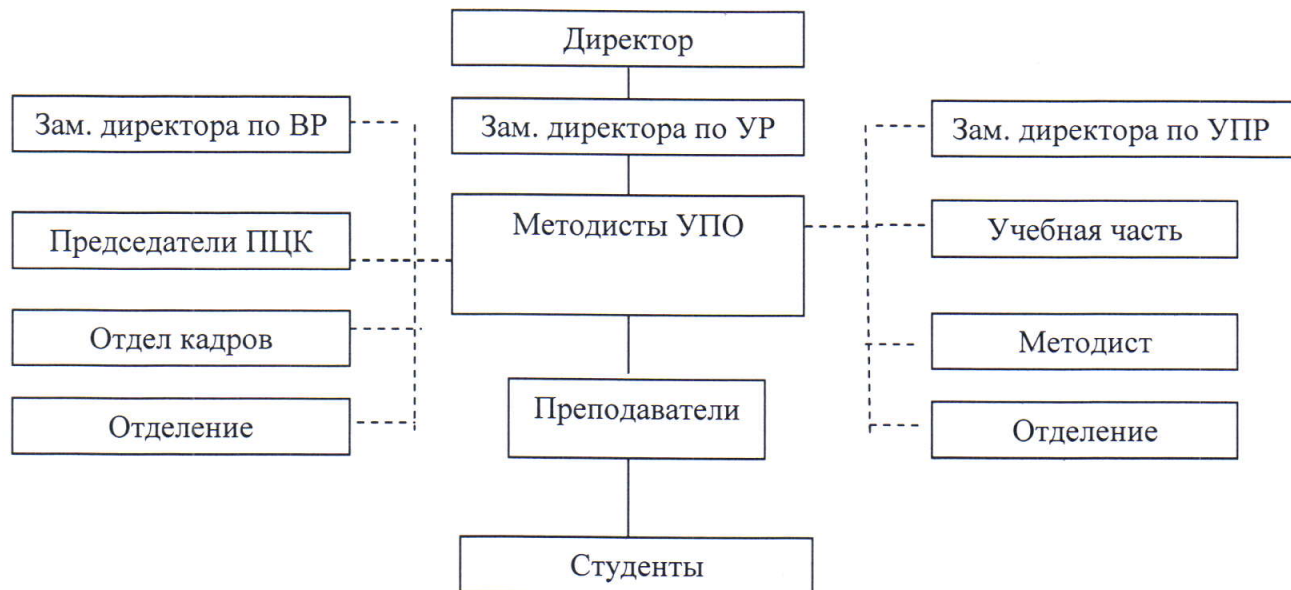 Директор
Зам. директора по ВР
Зам. директора по УР
Зам. директора по УПР
Председатели ПЦК
Методисты УПО
Учебная часть
Отдел кадров
Методист
Отделение
Преподаватели
Отделение
Студенты